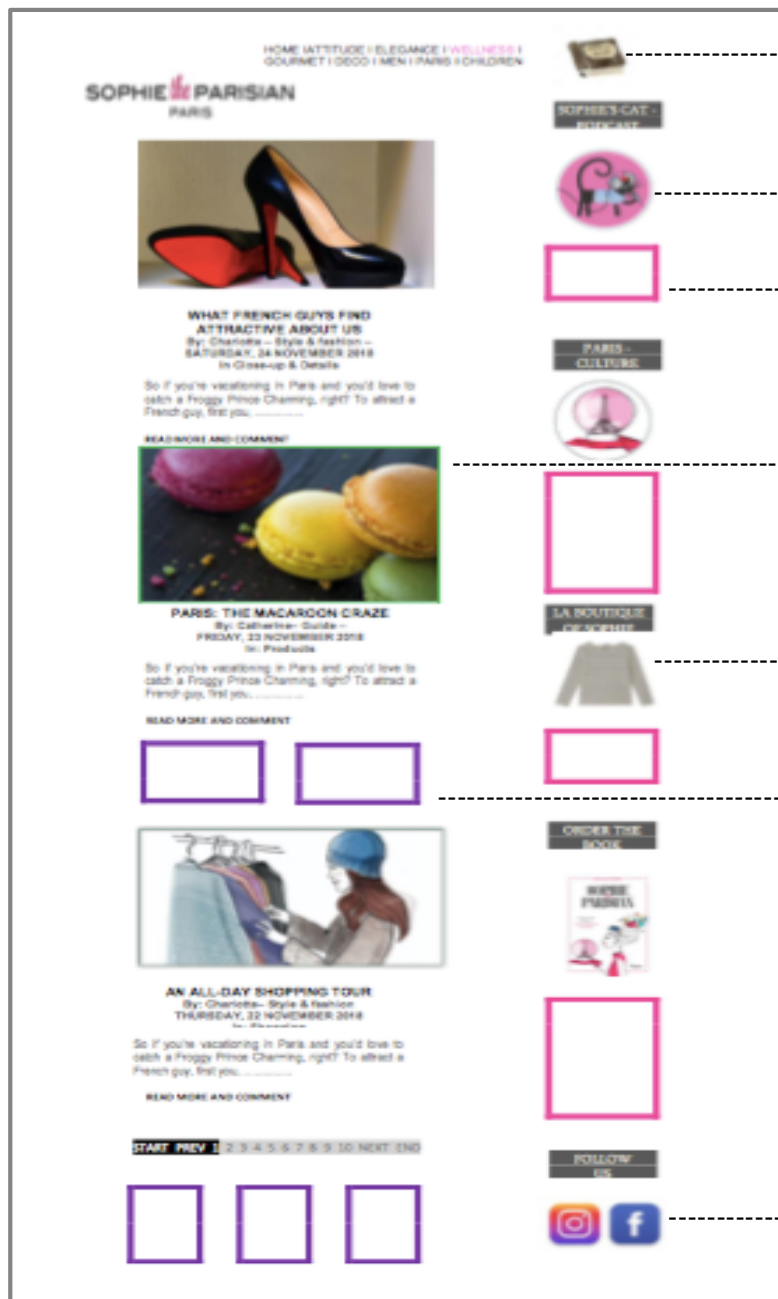 HOME I ATTITUDE I ELEGANCE I WELLNESS I
GOURMET I DECO I MEN I PARIS I CHILDREN
SOPHIE the PARISIAN
PARIS
WHAT FRENCH GUYS FIND
ATTRACTIVE ABOUT US
By: Charlotte – Style & fashion –
SATURDAY, 24 NOVEMBER 2018
In Close-up & Details
So if you're vacationing in Paris and you'd love to
catch a Froggy Prince Charming, right? To attract a
French guy, first you...............
READ MORE AND COMMENT
PARIS: THE MACAROON CRAZE
By: Catherine– Guide –
FRIDAY, 23 NOVEMBER 2018
In: Products
So if you're vacationing in Paris and you'd love to
catch a Froggy Prince Charming, right? To attract a
French guy, first you...............
READ MORE AND COMMENT
AN ALL-DAY SHOPPING TOUR
By: Charlotte– Style & fashion
THURSDAY, 22 NOVEMBER 2018
In: Shopping
So if you're vacationing in Paris and you'd love to
catch a Froggy Prince Charming, right? To attract a
French guy, first you...............
READ MORE AND COMMENT
START PREV 1 2 3 4 5 6 7 8 9 10 NEXT END
SOPHIE'S CAT -
PODCAST
PARIS -
CULTURE
LA BOUTIQUE
OF SOPHIE
ORDER THE
BOOK
SOPHIE
PARISITA
FOLLOW
US